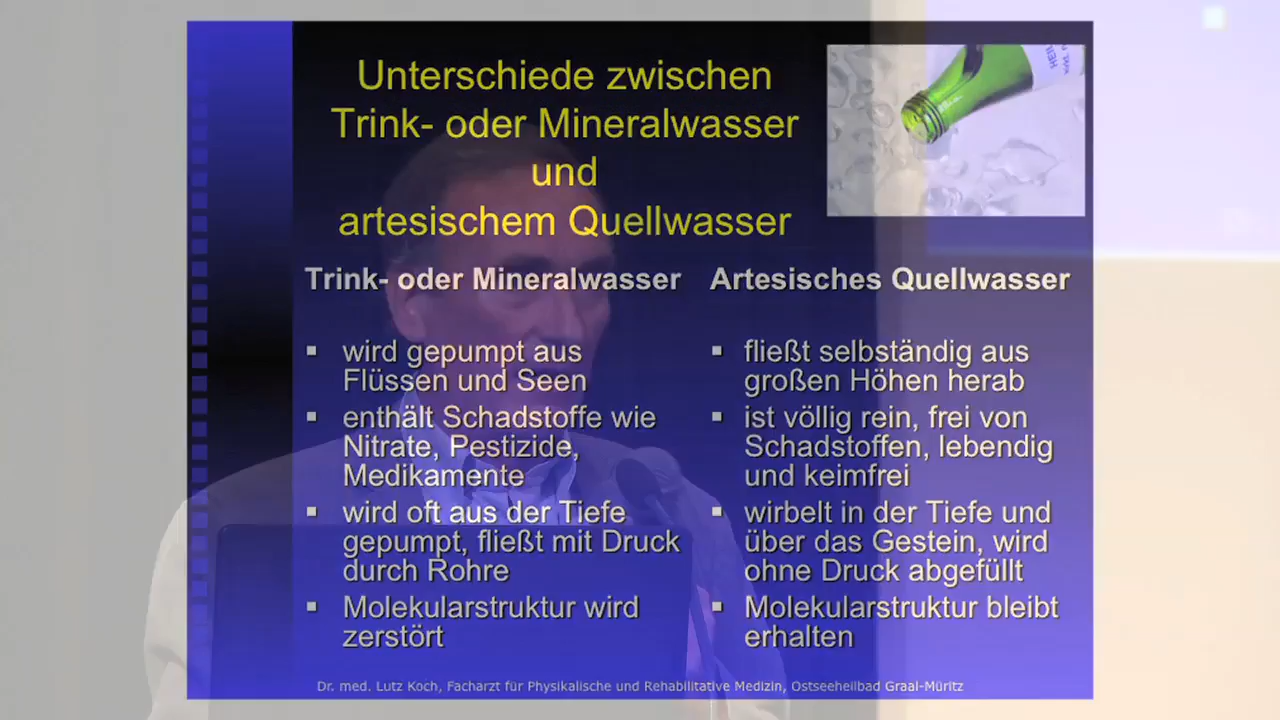 Unterschiede zwischen
Trink- oder Mineralwasser
und
artesischem Quellwasser
Trink- oder Mineralwasser
▪ wird gepumpt aus
Flüssen und Seen
▪ enthält Schadstoffe wie
Nitrate, Pestizide,
Medikamente
▪ wird oft aus der Tiefe
gepumpt, fließt mit Druck
durch Rohre
▪ Molekularstruktur wird
zerstört
Artesisches Quellwasser
▪ fließt selbständig aus
großen Höhen herab
▪ ist völlig rein, frei von
Schadstoffen, lebendig
und keimfrei
▪ wirbelt in der Tiefe und
über das Gestein, wird
ohne Druck abgefüllt
▪ Molekularstruktur bleibt
erhalten
Dr. med. Lutz Koch, Facharzt für Physikalische und Rehabilitative Medizin, Ostseeheilbad Graal-Müritz